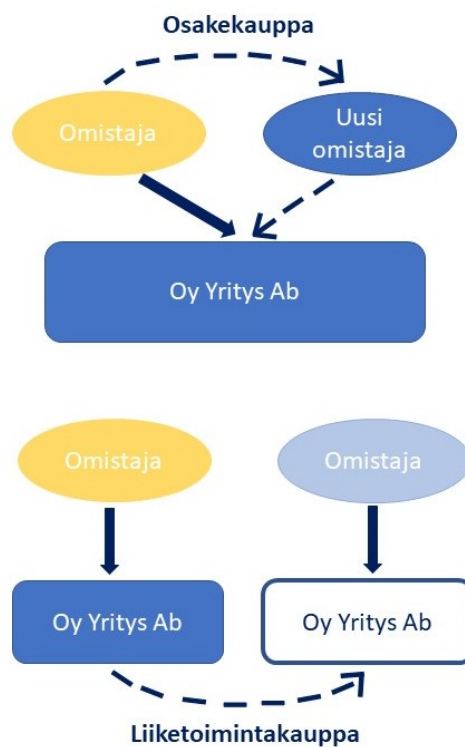 Osakekauppa
Omistaja
Uusi
omistaja
Oy Yritys Ab
Omistaja
Omistaja
Oy Yritys Ab
Oy Yritys Ab
Liiketoimintakauppa